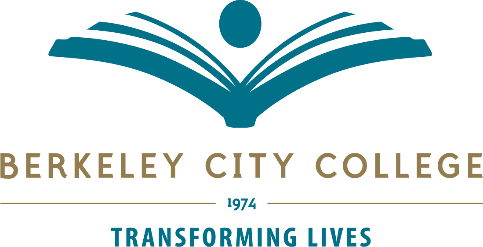 BERKELEY CITY COLLEGE
1974
TRANSFORMING LIVES